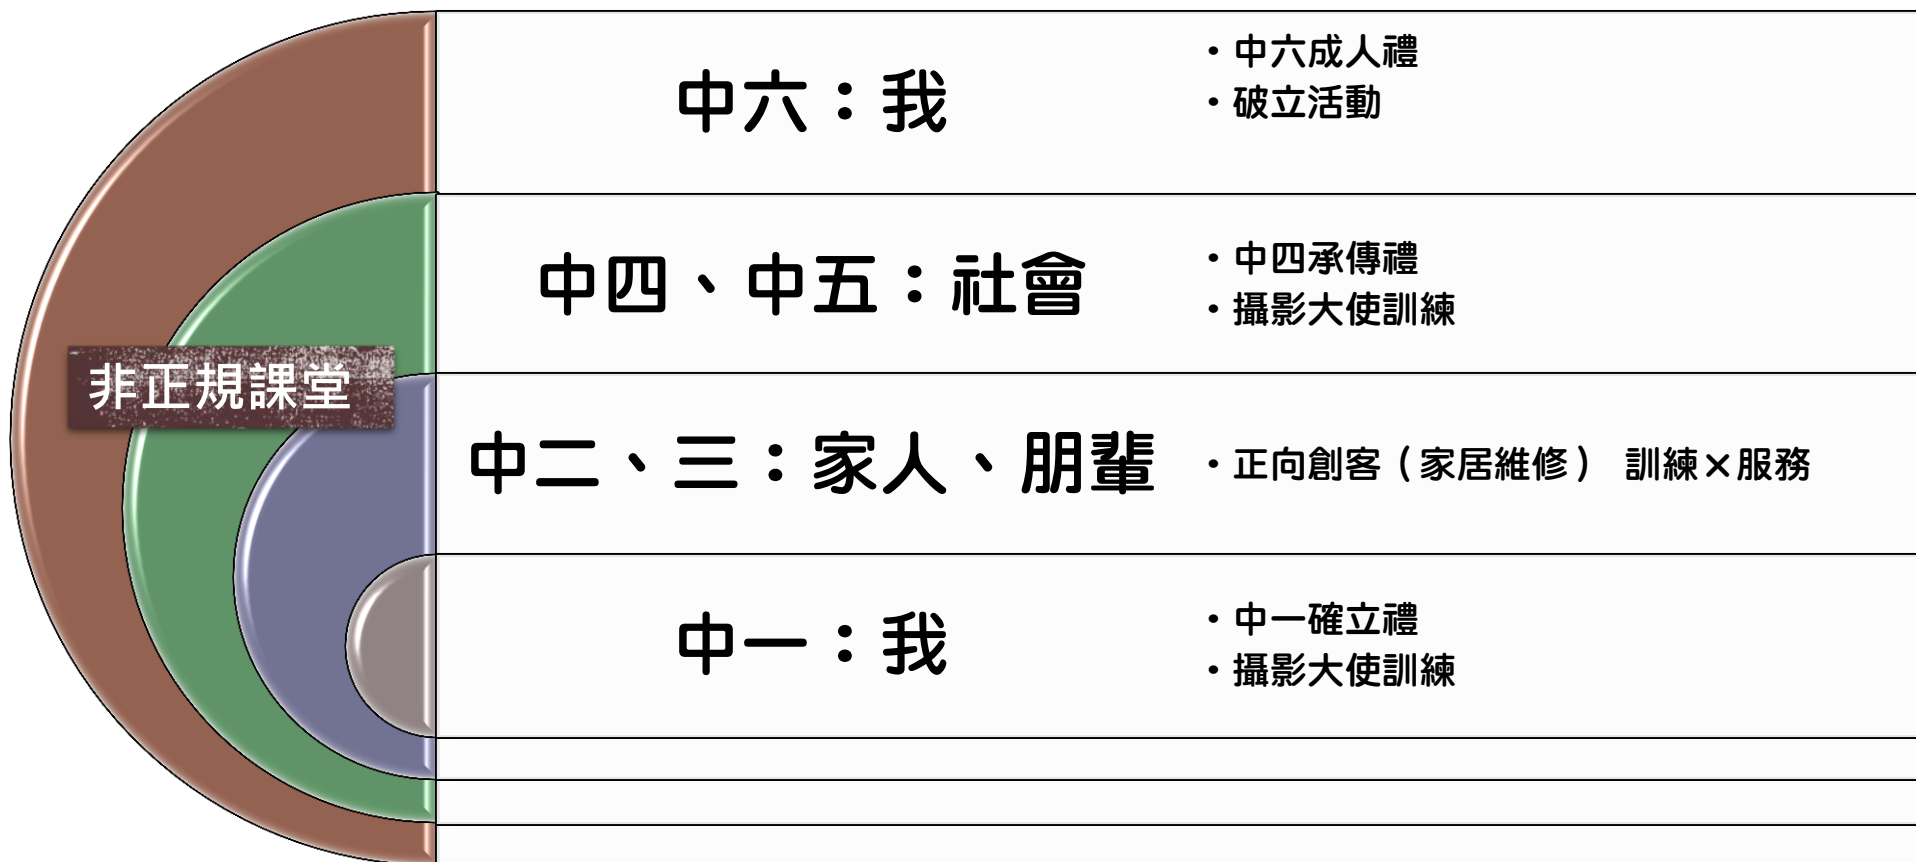 中六：我
・中六成人禮
・破立活動
中四、中五：社會
・中四承傳禮
・攝影大使訓練
非正規課堂
中二、三：家人、朋輩
・正向創客（家居維修） 訓練×服務
中一：我
・中一確立禮
・攝影大使訓練